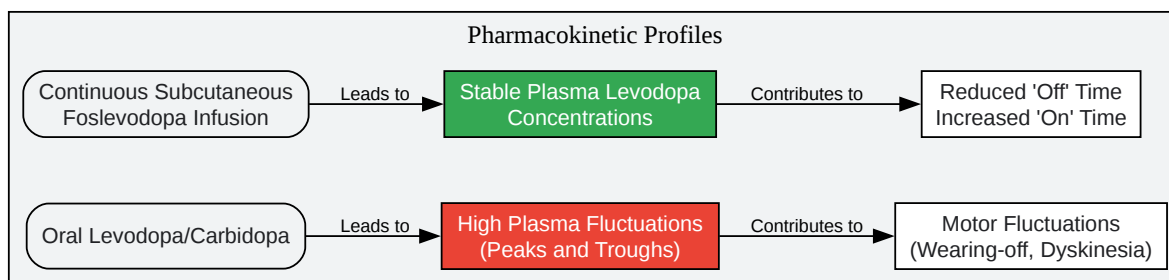 Pharmacokinetic Profiles
Continuous Subcutaneous
Foslevodopa Infusion
Leads to
Stable Plasma Levodopa
Concentrations
Contributes to
Reduced 'Off' Time
Increased 'On' Time
Oral Levodopa/Carbidopa
Leads to
High Plasma Fluctuations
(Peaks and Troughs)
Contributes to
Motor Fluctuations
(Wearing-off, Dyskinesia)